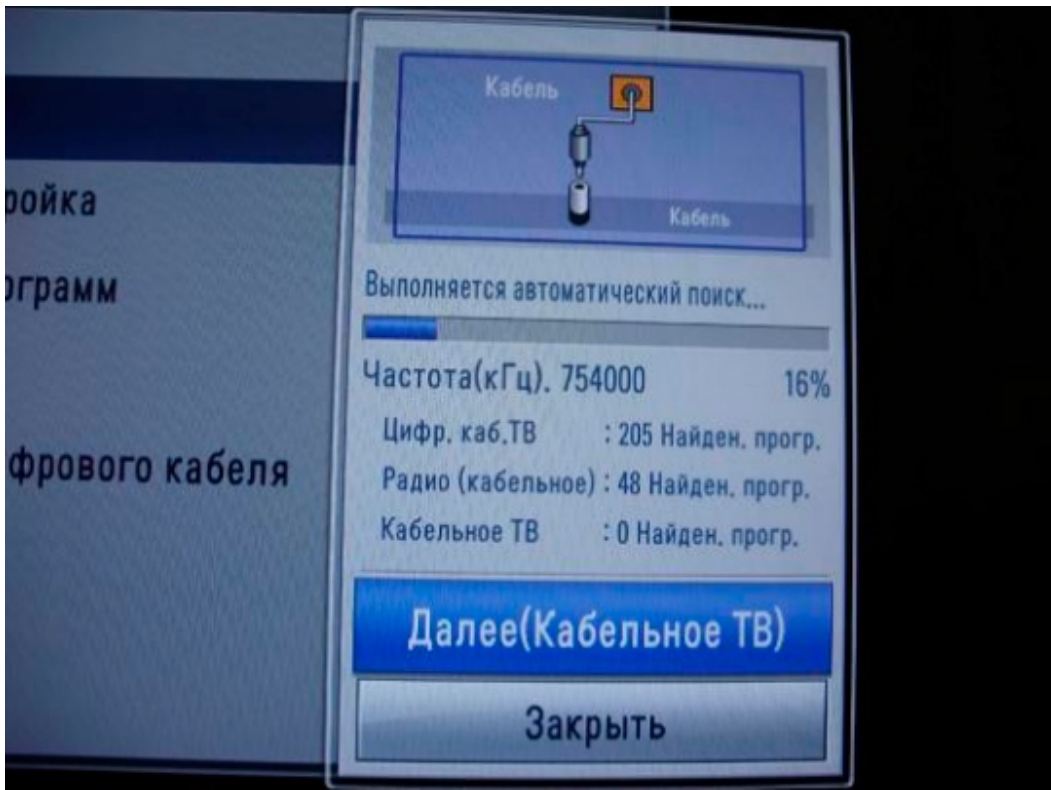 Кабель
Кабель
ройка
ограмм
фрового кабеля
Выполняется автоматический поиск...
Частота(кГц). 754000 16%
Цифр. каб.ТВ : 205 Найден. прогр.
Радио (кабельное) : 48 Найден. прогр.
Кабельное ТВ : 0 Найден. прогр.
Далее(Кабельное ТВ)
Закрыть